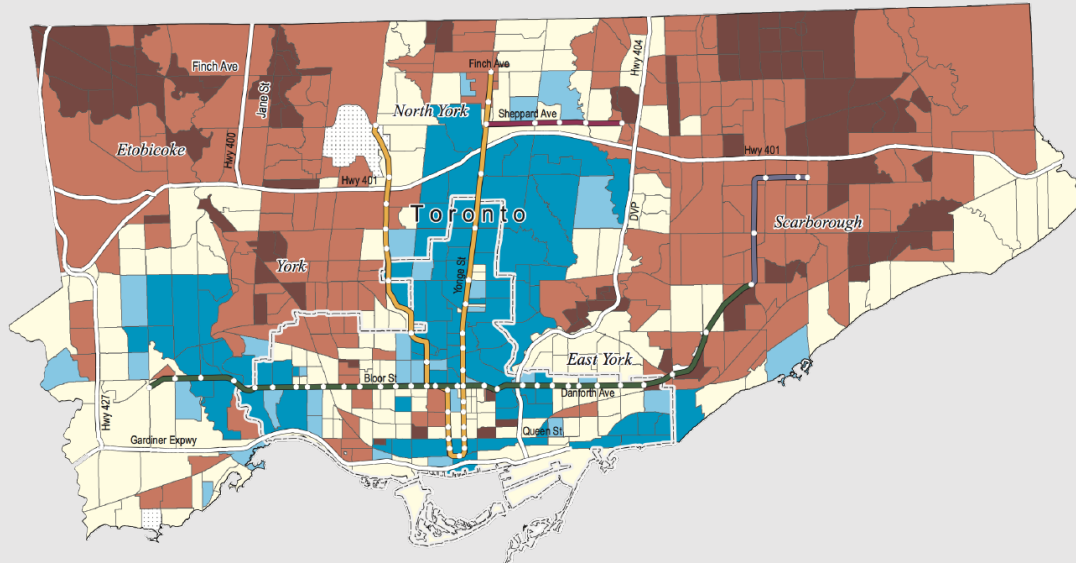 Finch Ave
Finch Ave
Hwy 404
Jane St
North York
Sheppard Ave
Etobicoke
Hwy 400
Hwy 401
Hwy 401
Toronto
DVP
Scarborough
York
Yonge St
East York
Bloor St
Danforth Ave
Hwy 427
Gardiner Expwy
Queen St